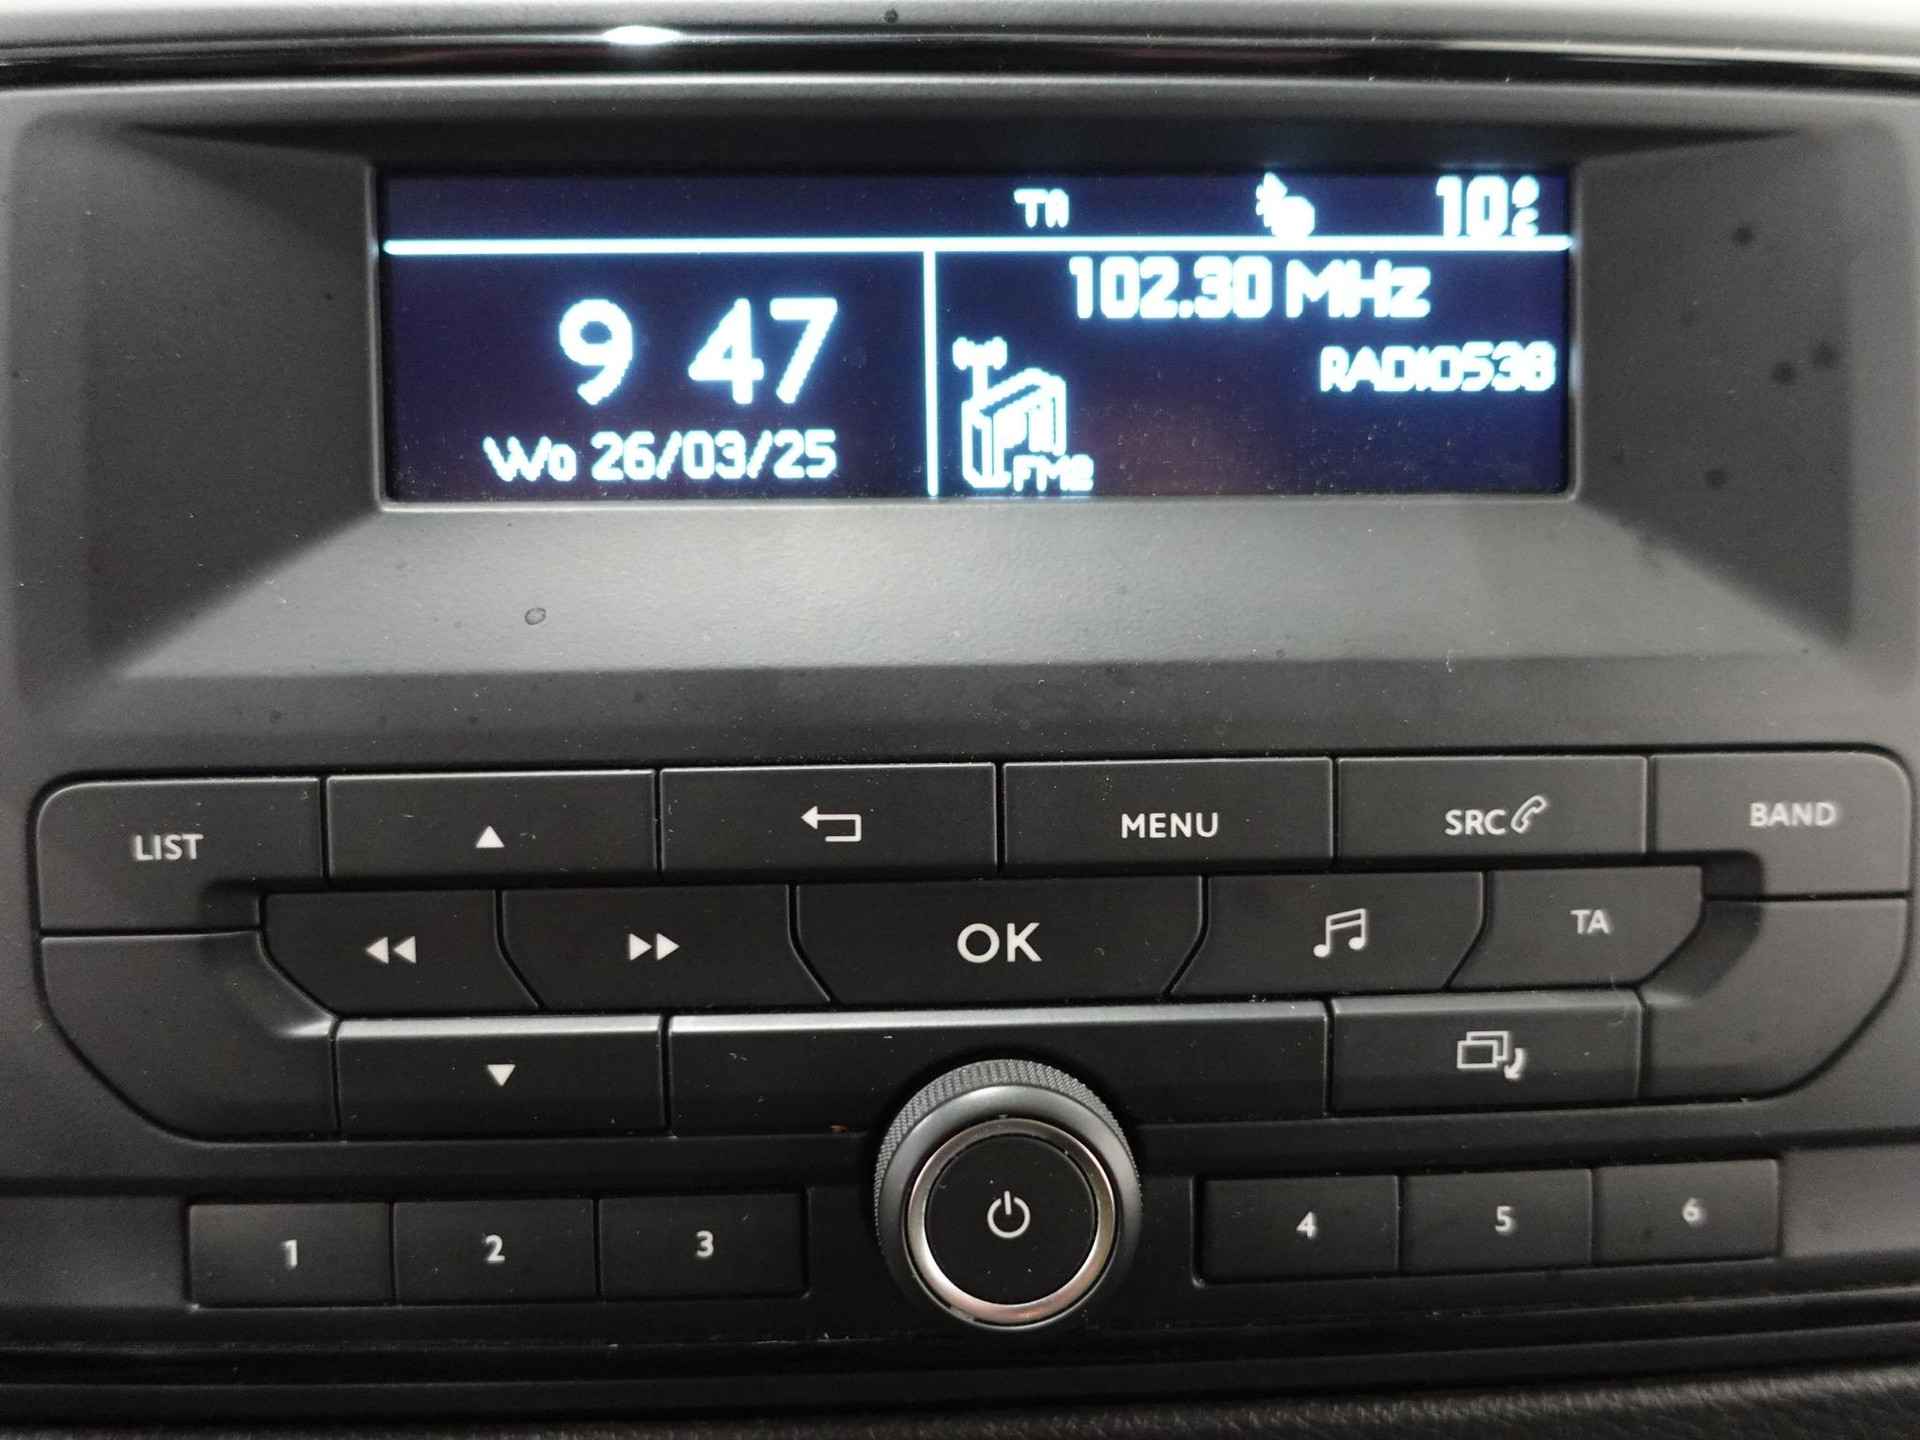 TA 10°C
102.30 MHz
9 47
RADIO538
Wo 26/03/25
FM2
LIST MENU SRC BAND
OK TA
1 2 3 4 5 6